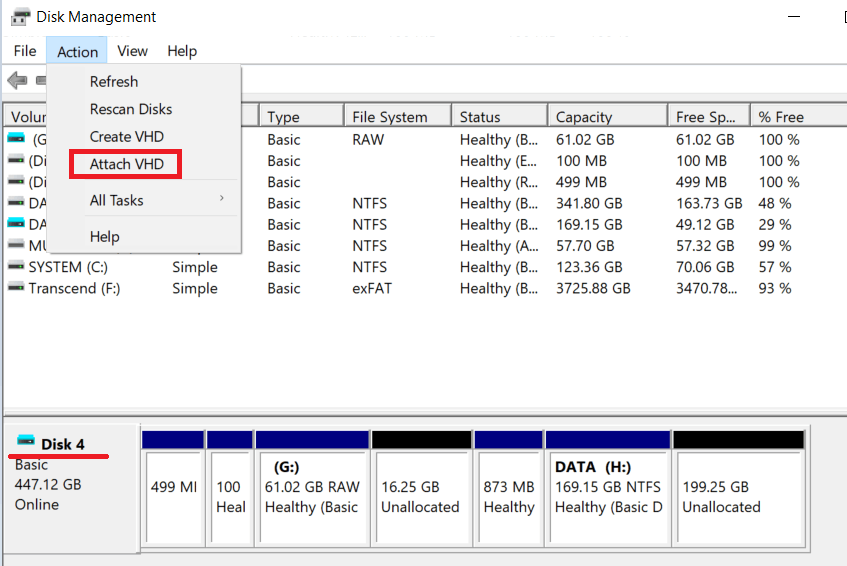 Disk Management
File Action View Help
Refresh
Rescan Disks
Create VHD
Attach VHD
All Tasks
Help
Volu Type File System Status Capacity Free Sp... % Free
(G Basic RAW Healthy (B... 61.02 GB 61.02 GB 100 %
(Di Basic Healthy (E... 100 MB 100 MB 100 %
(Di Basic Healthy (R... 499 MB 499 MB 100 %
DA Basic NTFS Healthy (B... 341.80 GB 163.73 GB 48 %
DA Basic NTFS Healthy (B... 169.15 GB 49.12 GB 29 %
MU Basic NTFS Healthy (A... 57.70 GB 57.32 GB 99 %
SYSTEM (C:) Simple Basic NTFS Healthy (B... 123.36 GB 70.06 GB 57 %
Transcend (F:) Simple Basic exFAT Healthy (B... 3725.88 GB 3470.78... 93 %
Disk 4
Basic
447.12 GB
Online
499 MI
100
Heal
(G:)
61.02 GB RAW
Healthy (Basic
16.25 GB
Unallocated
873 MB
Healthy
DATA (H:)
169.15 GB NTFS
Healthy (Basic D
199.25 GB
Unallocated